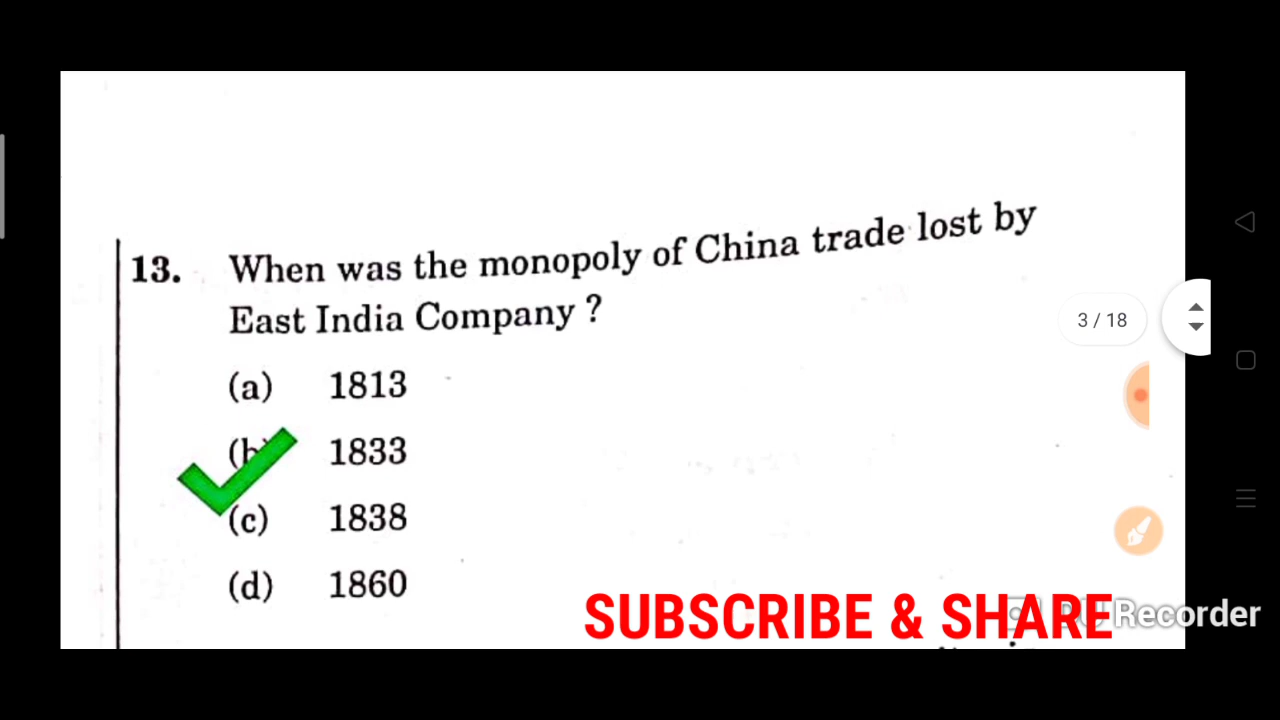 13. When was the monopoly of China trade lost by
East India Company ?
(a) 1813
(b) 1833
(c) 1838
(d) 1860
3 / 18
SUBSCRIBE & SHARE
Recorder